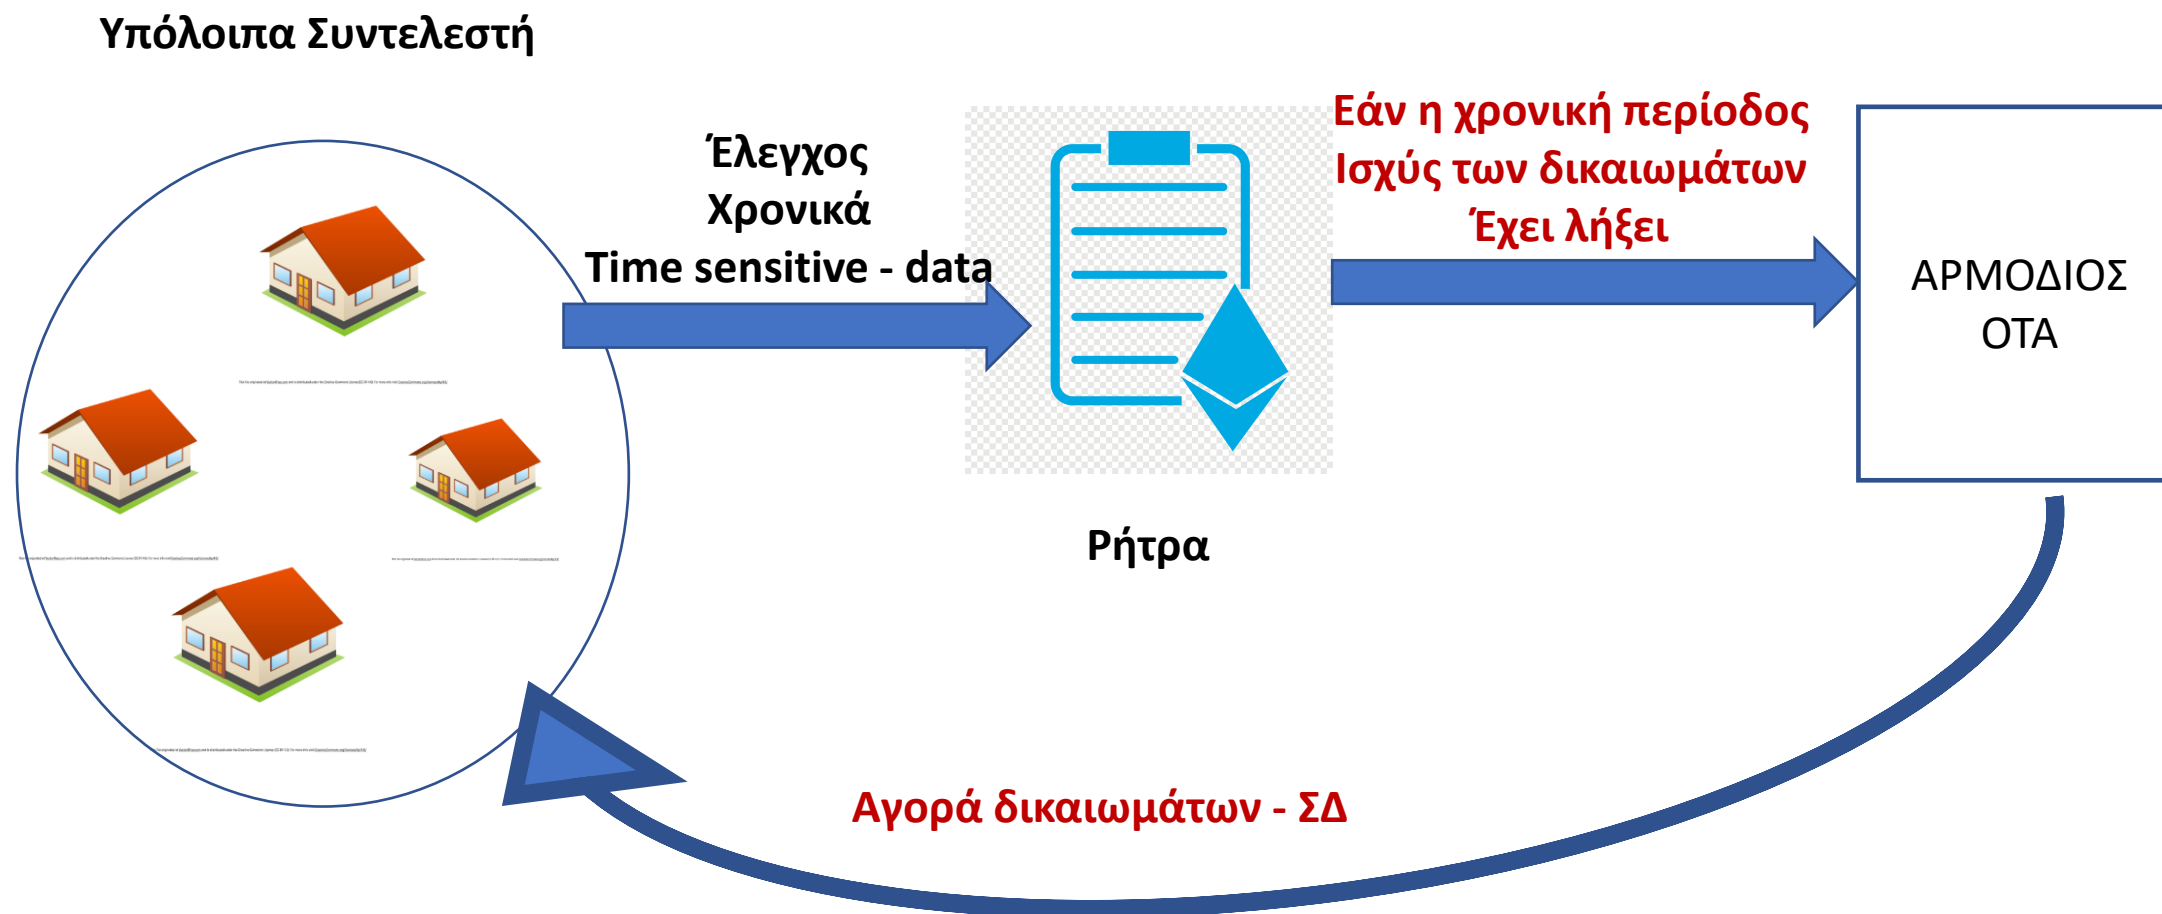 Υπόλοιπα Συντελεστή
Έλεγχος
Χρονικά
Time sensitive - data
Εάν η χρονική περίοδος
Ισχύς των δικαιωμάτων
Έχει λήξει
ΑΡΜΟΔΙΟΣ
ΟΤΑ
Ρήτρα
Αγορά δικαιωμάτων - ΣΔ